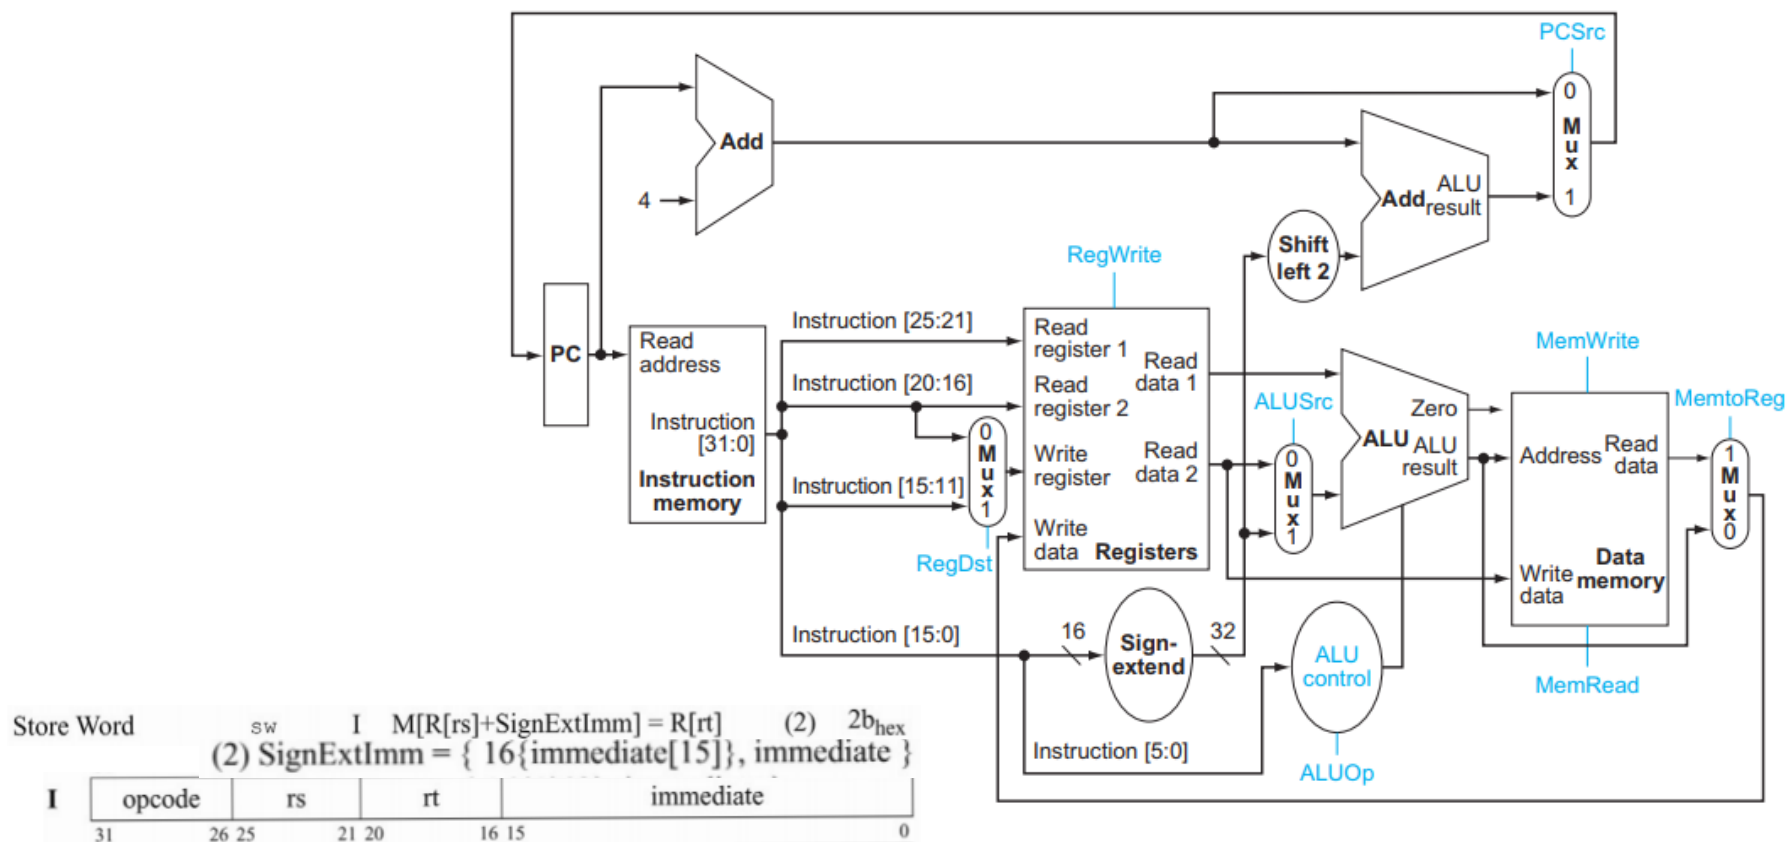 PCSrc
0
Mux
1
Add
4
Add
ALU
result
Shift
left 2
RegWrite
PC
Read
address
Instruction
[31:0]
Instruction
memory
Instruction [25:21]
Instruction [20:16]
Instruction [15:11]
0
Mux
1
RegDst
Read
register 1
Read
register 2
Write
register
Write
data
Read
data 1
Read
data 2
Registers
ALUSrc
0
Mux
1
Zero
ALU
ALU
result
MemWrite
Address
Read
data
Write
data
Data
memory
MemRead
MemtoReg
1
Mux
0
Instruction [15:0]
16
Sign-
extend
32
ALU
control
Instruction [5:0]
ALUOp
Store Word sw I M[R[rs]+SignExtImm] = R[rt] (2) 2bhex
(2) SignExtImm = { 16{immediate[15]}, immediate }
I opcode rs rt immediate
31 26 25 21 20 16 15 0